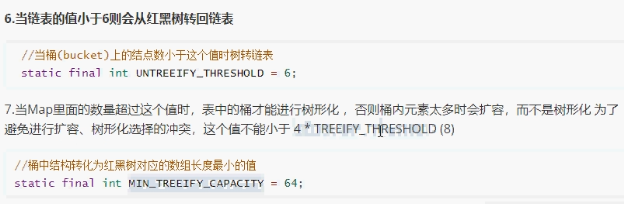 6.当链表的值小于6则会从红黑树转回链表
//当桶(bucket)上的结点数小于这个值时树转链表
static final int UNTREEIFY_THRESHOLD = 6;
7.当Map里面的数量超过这个值时，表中的桶才能进行树形化 ，否则桶内元素太多时会扩容，而不是树形化 为了
避免进行扩容、树形化选择的冲突，这个值不能小于 4 * TREEIFY_THRESHOLD (8)
//桶中结构转化为红黑树对应的数组长度最小的值
static final int MIN_TREEIFY_CAPACITY = 64;